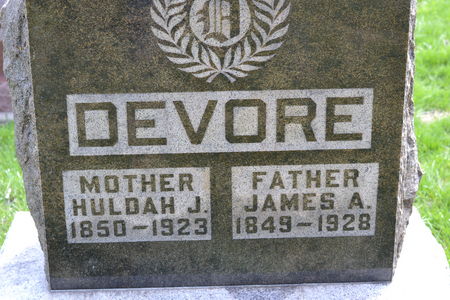 D
DEVORE
MOTHER
HULDAH J.
1850-1923
FATHER
JAMES A.
1849-1928